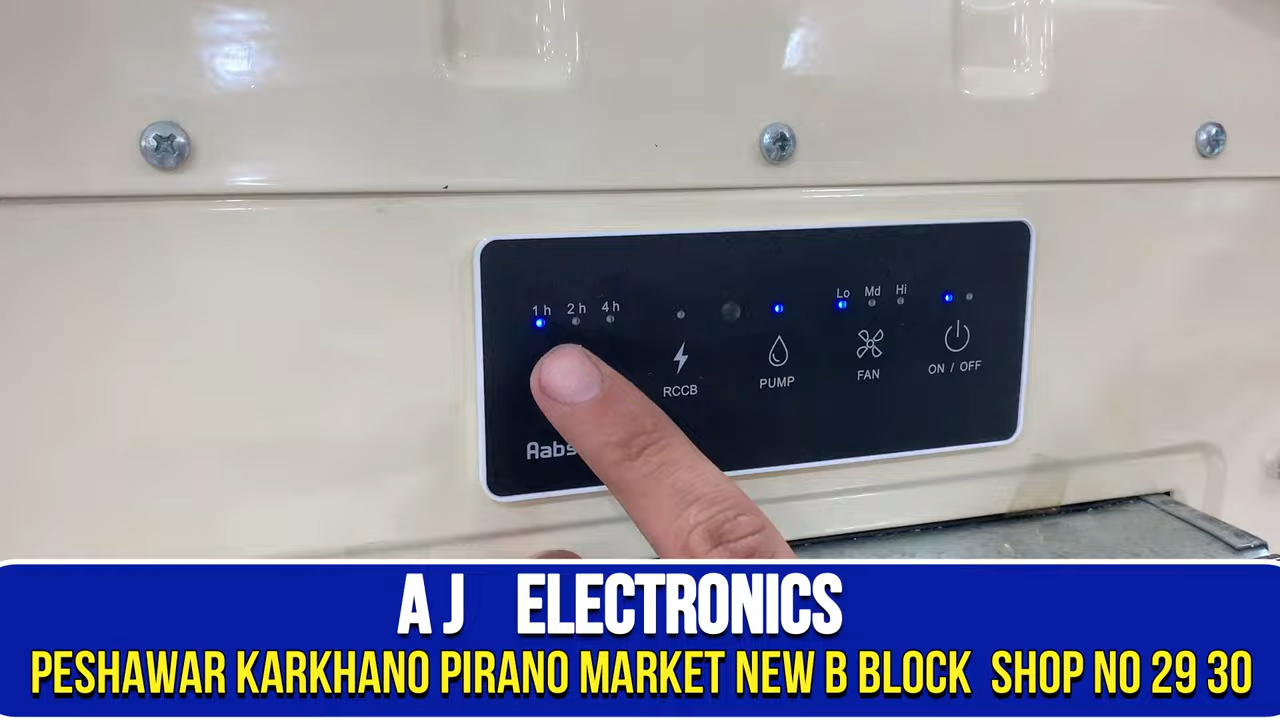 1 h 2 h 4 h
Lo Md Hi
RCCB
PUMP
FAN
ON / OFF
A J ELECTRONICS
PESHAWAR KARKHANO PIRANO MARKET NEW B BLOCK SHOP NO 29 30